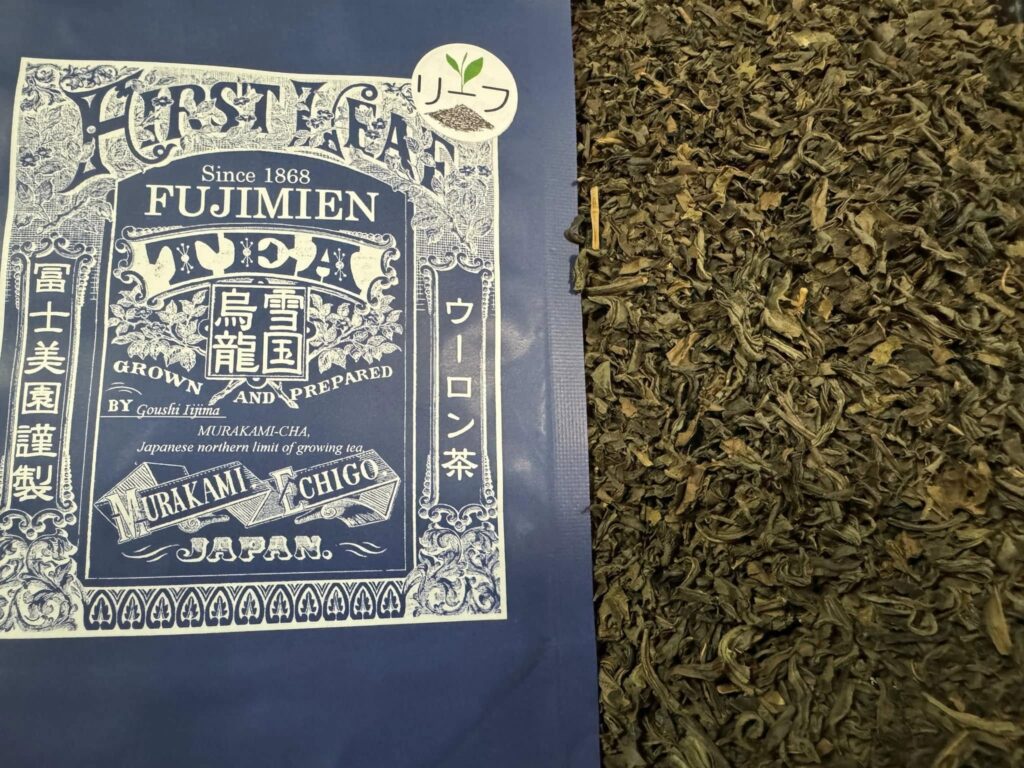 FIRST LEAF
リーフ
Since 1868
FUJIMIEN
TEA
雪国
烏龍
GROWN AND PREPARED
BY Goushi Iijima
MURAKAMI-CHA,
Japanese northern limit of growing tea
MURAKAMI ECHIGO
JAPAN.
冨士美園謹製
ウーロン茶